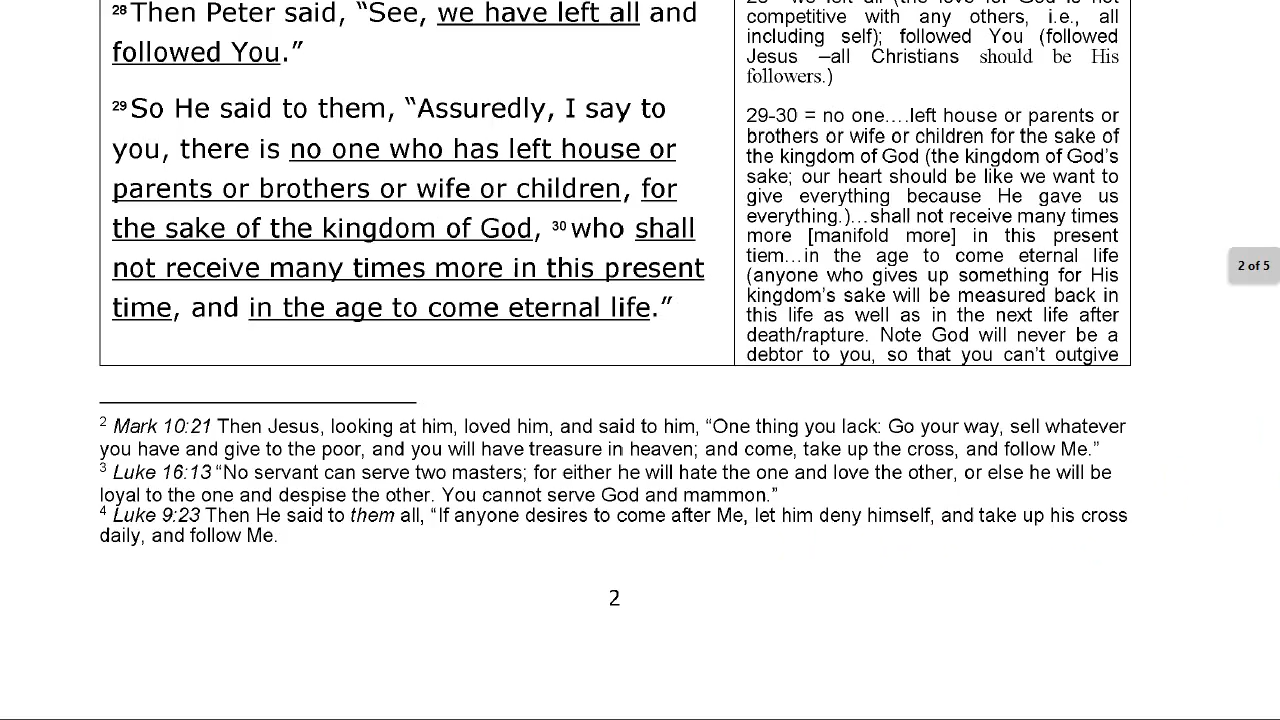 28 Then Peter said, “See, we have left all and
followed You.”
29 So He said to them, “Assuredly, I say to
you, there is no one who has left house or
parents or brothers or wife or children, for
the sake of the kingdom of God, 30 who shall
not receive many times more in this present
time, and in the age to come eternal life.”
competitive with any others, i.e., all
including self); followed You (followed
Jesus –all Christians should be His
followers.)
29-30 = no one….left house or parents or
brothers or wife or children for the sake of
the kingdom of God (the kingdom of God’s
sake; our heart should be like we want to
give everything because He gave us
everything.)…shall not receive many times
more [manifold more] in this present
tiem…in the age to come eternal life
(anyone who gives up something for His
kingdom’s sake will be measured back in
this life as well as in the next life after
death/rapture. Note God will never be a
debtor to you, so that you can’t outgive
2 of 5
2 Mark 10:21 Then Jesus, looking at him, loved him, and said to him, “One thing you lack: Go your way, sell whatever
you have and give to the poor, and you will have treasure in heaven; and come, take up the cross, and follow Me.”
3 Luke 16:13 “No servant can serve two masters; for either he will hate the one and love the other, or else he will be
loyal to the one and despise the other. You cannot serve God and mammon.”
4 Luke 9:23 Then He said to them all, “If anyone desires to come after Me, let him deny himself, and take up his cross
daily, and follow Me.
2